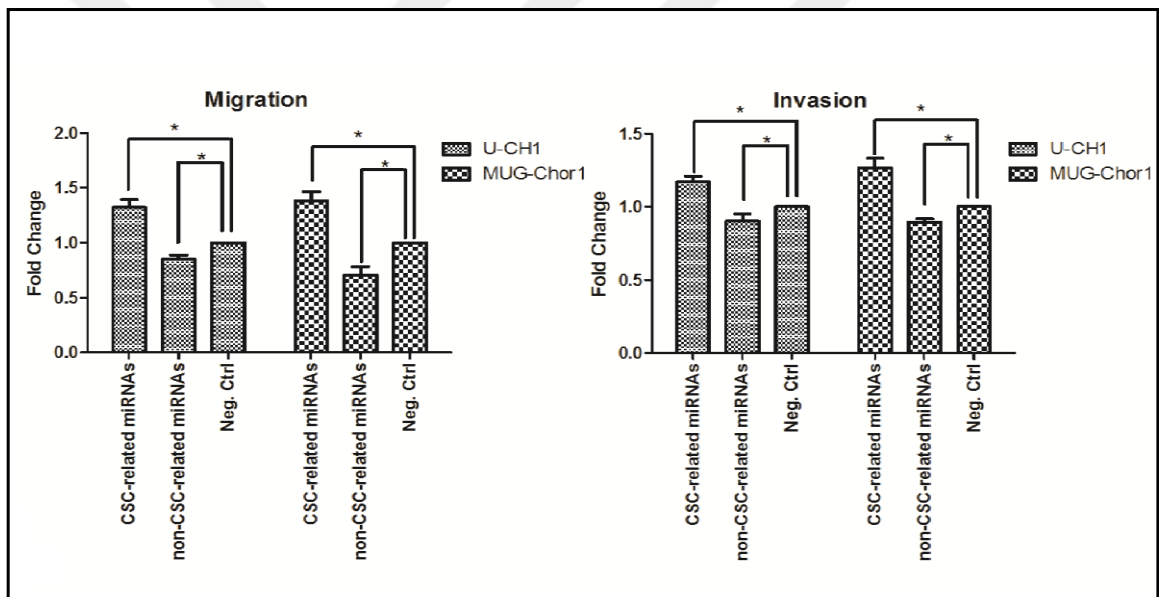 Migration
Fold Change
2.0
1.5
1.0
0.5
0.0
*
*
*
*
U-CH1
MUG-Chor1
CSC-related miRNAs
non-CSC-related miRNAs
Neg. Ctrl
CSC-related miRNAs
non-CSC-related miRNAs
Neg. Ctrl
Invasion
Fold Change
1.5
1.0
0.5
0.0
*
*
*
*
U-CH1
MUG-Chor1
CSC-related miRNAs
non-CSC-related miRNAs
Neg. Ctrl
CSC-related miRNAs
non-CSC-related miRNAs
Neg. Ctrl